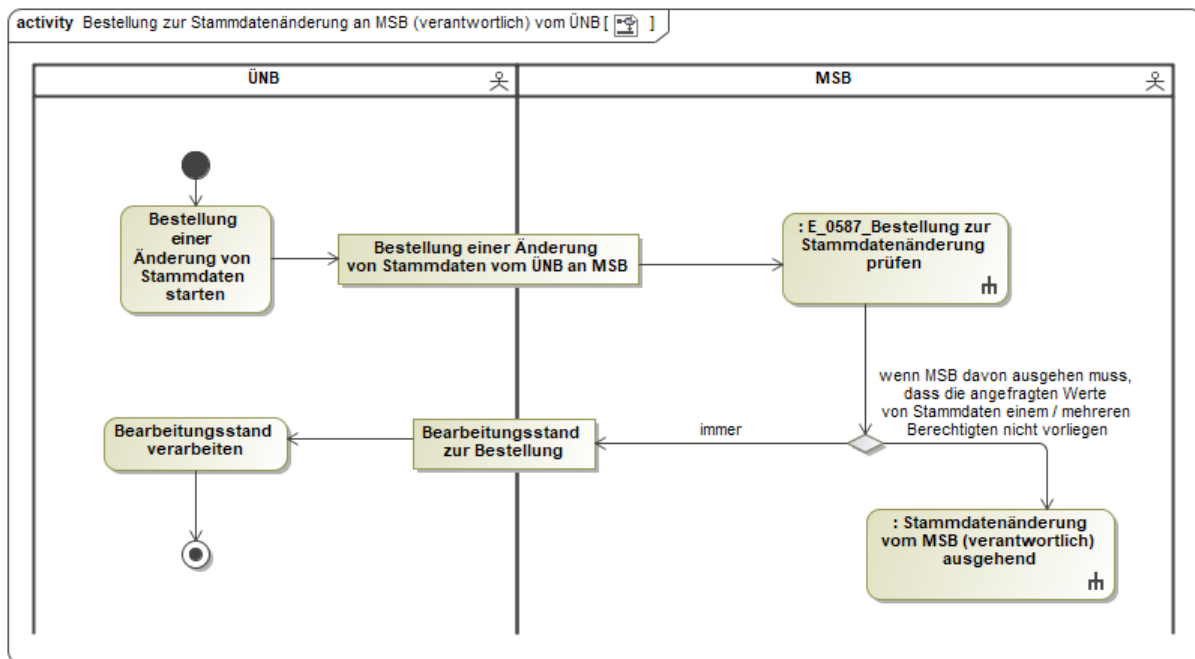 activity Bestellung zur Stammdatenänderung an MSB (verantwortlich) vom ÜNB [ ]
ÜNB
MSB
Bestellung
einer
Änderung von
Stammdaten
starten
Bestellung einer Änderung
von Stammdaten vom ÜNB an MSB
: E_0587_Bestellung zur
Stammdatenänderung
prüfen
wenn MSB davon ausgehen muss,
dass die angefragten Werte
von Stammdaten einem / mehreren
Berechtigten nicht vorliegen
immer
Bearbeitungsstand
zur Bestellung
Bearbeitungsstand
verarbeiten
: Stammdatenänderung
vom MSB (verantwortlich)
ausgehend